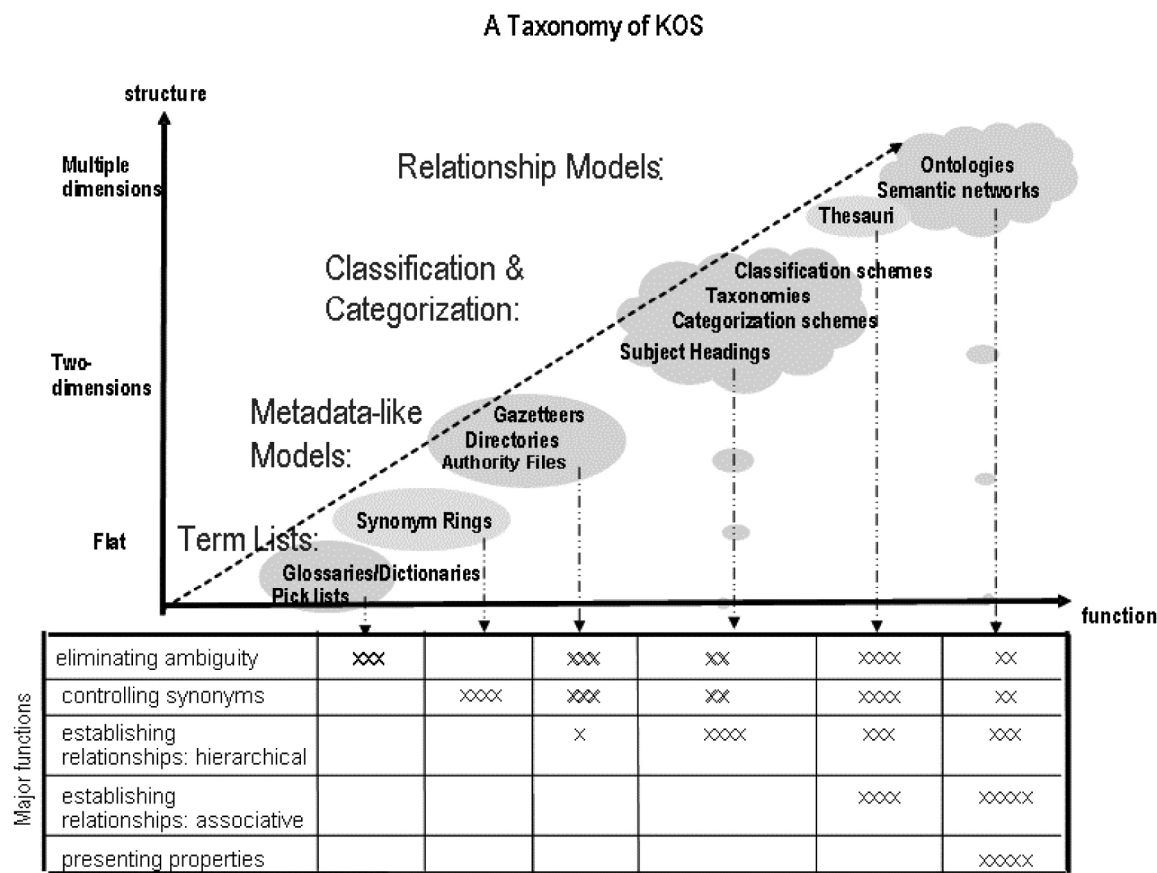 A Taxonomy of KOS
structure
Multiple
dimensions
Relationship Models:
Ontologies
Semantic networks
Thesauri
Classification &
Categorization:
Classification schemes
Taxonomies
Categorization schemes
Subject Headings
Two-
dimensions
Metadata-like
Models:
Gazetteers
Directories
Authority Files
Synonym Rings
Flat
Term Lists:
Glossaries/Dictionaries
Pick lists
function
Major functions
eliminating ambiguity XXX XXX XX XXXX XX
controlling synonyms XXXX XXX XX XXXX XX
establishing
relationships: hierarchical X XXXX XXX XXX
establishing
relationships: associative XXXX XXXXX
presenting properties XXXXX